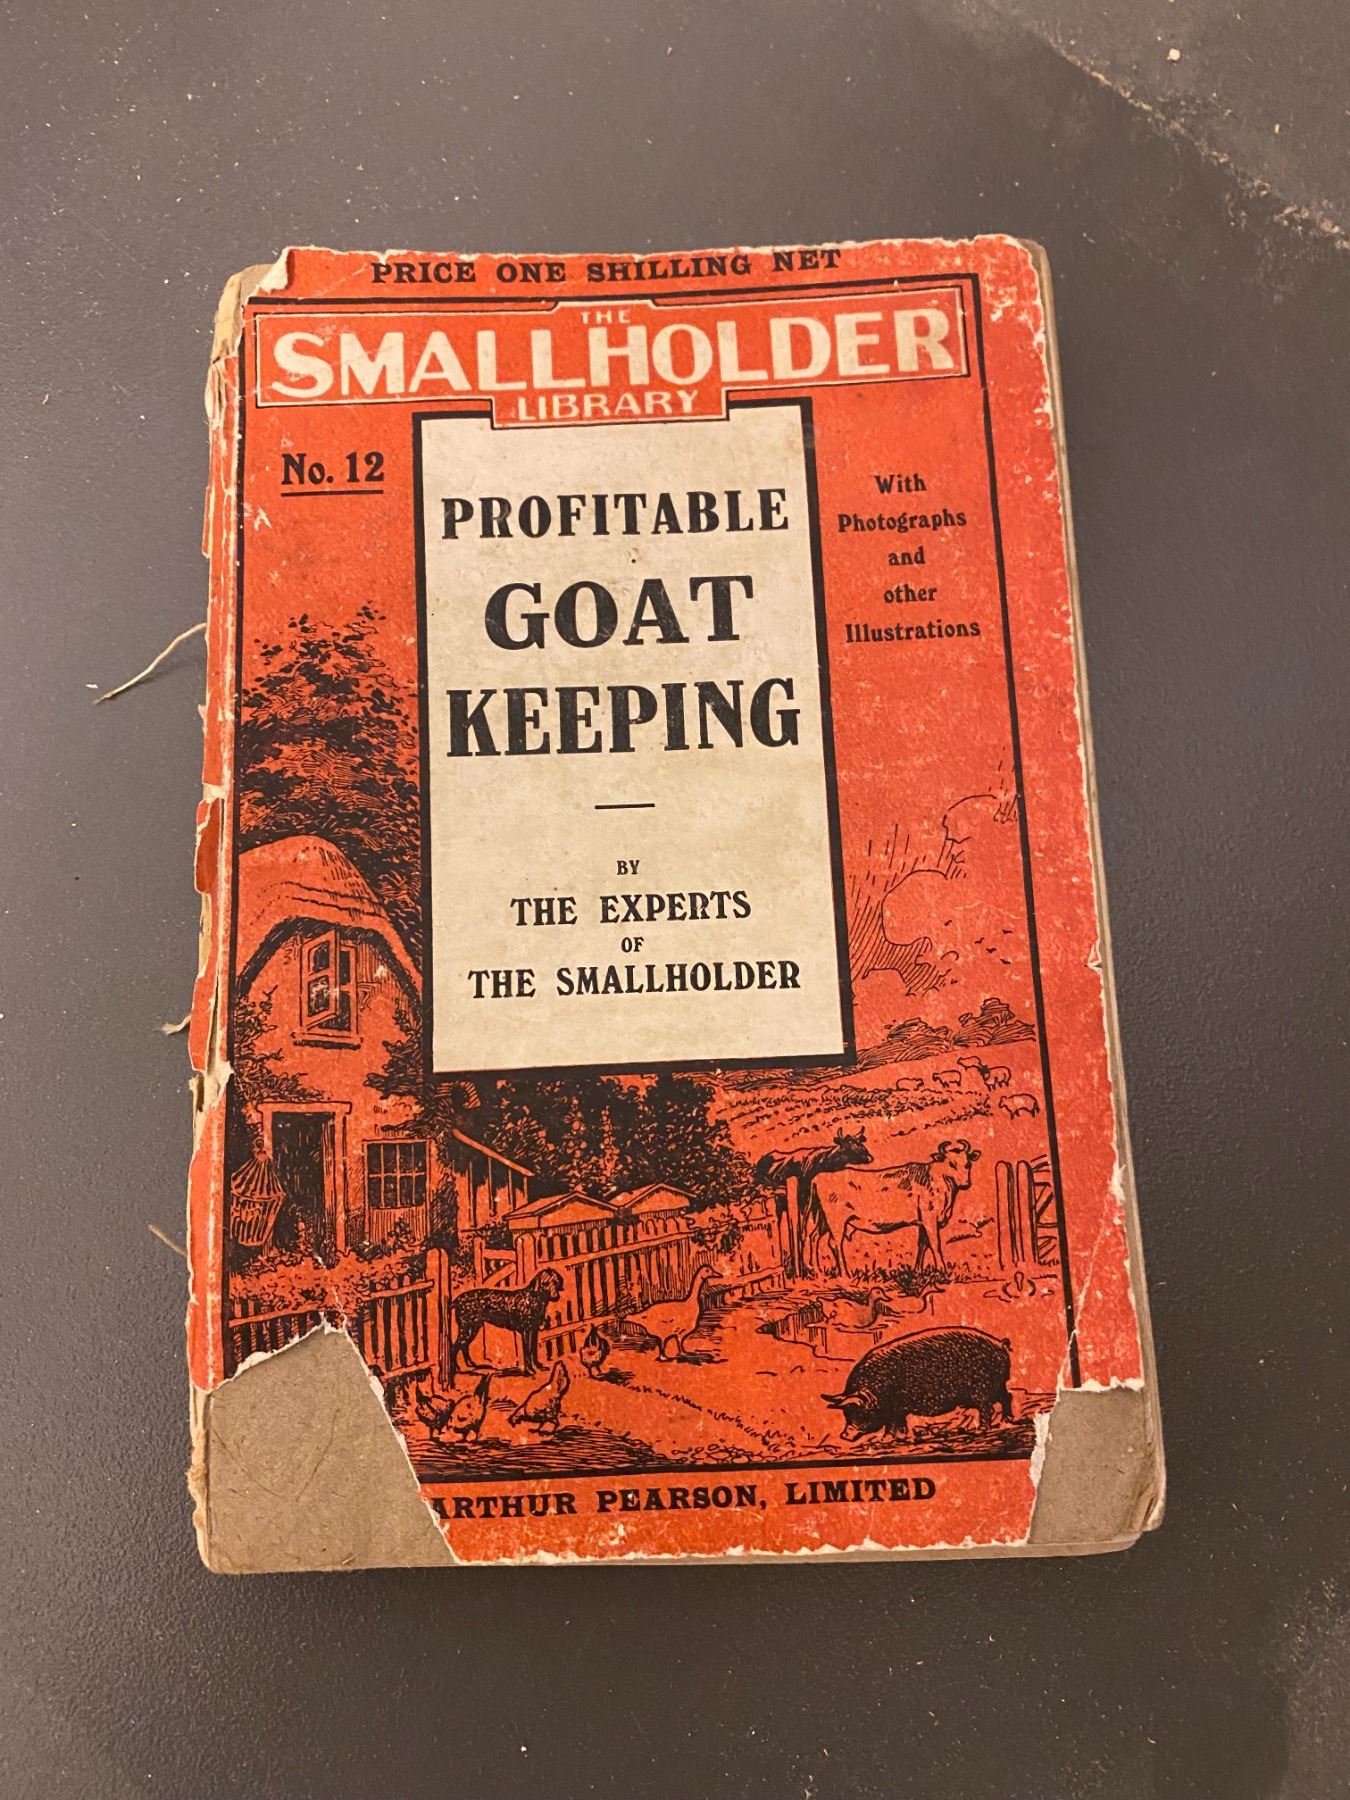 PRICE ONE SHILLING NET
THE
SMALLHOLDER
LIBRARY
No. 12
PROFITABLE
GOAT
KEEPING
BY
THE EXPERTS
OF
THE SMALLHOLDER
With
Photographs
and
other
Illustrations
ARTHUR PEARSON, LIMITED